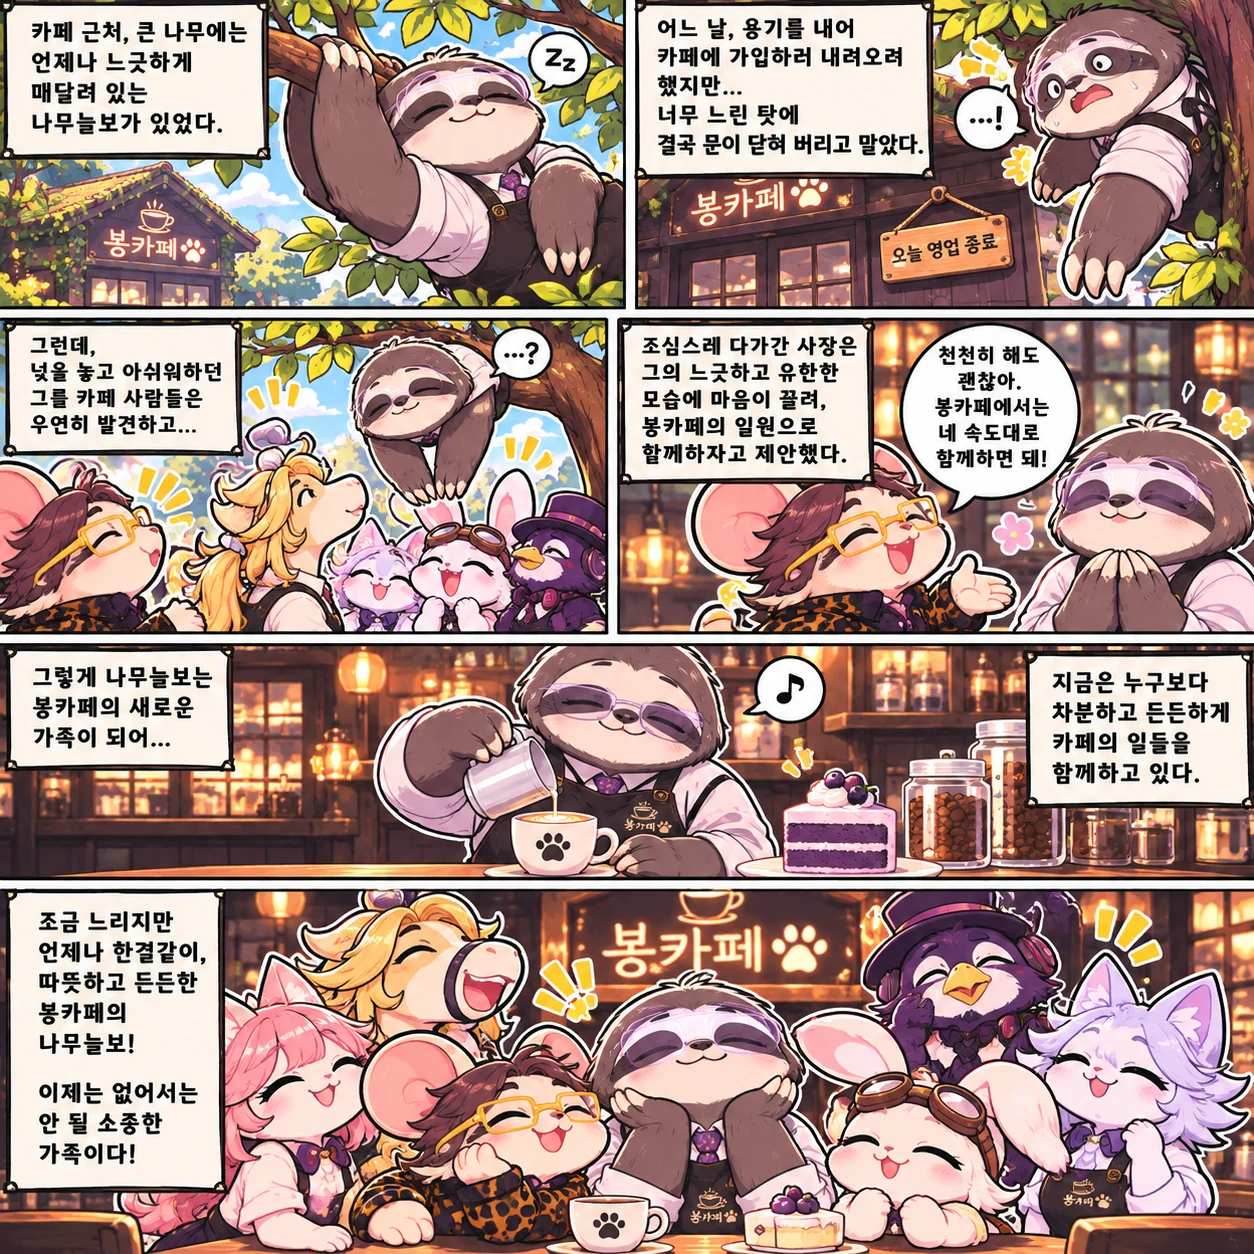 카페 근처, 큰 나무에는
언제나 느긋하게
매달려 있는
나무늘보가 있었다.
Zz
봉카페
어느 날, 용기를 내어
카페에 가입하러 내려오려
했지만...
너무 느린 탓에
결국 문이 닫혀 버리고 말았다.
...!
봉카페
오늘 영업 종료
그런데,
넋을 놓고 아쉬워하던
그를 카페 사람들은
우연히 발견하고...
...?
조심스레 다가간 사장은
그의 느긋하고 유한한
모습에 마음이 끌려,
봉카페의 일원으로
함께하자고 제안했다.
천천히 해도
괜찮아.
봉카페에서는
네 속도대로
함께하면 돼!
그렇게 나무늘보는
봉카페의 새로운
가족이 되어...
봉카페
지금은 누구보다
차분하고 든든하게
카페의 일들을
함께하고 있다.
조금 느리지만
언제나 한결같이,
따뜻하고 든든한
봉카페의
나무늘보!
이제는 없어서는
안 될 소중한
가족이다!
봉카페
봉카페
봉카페